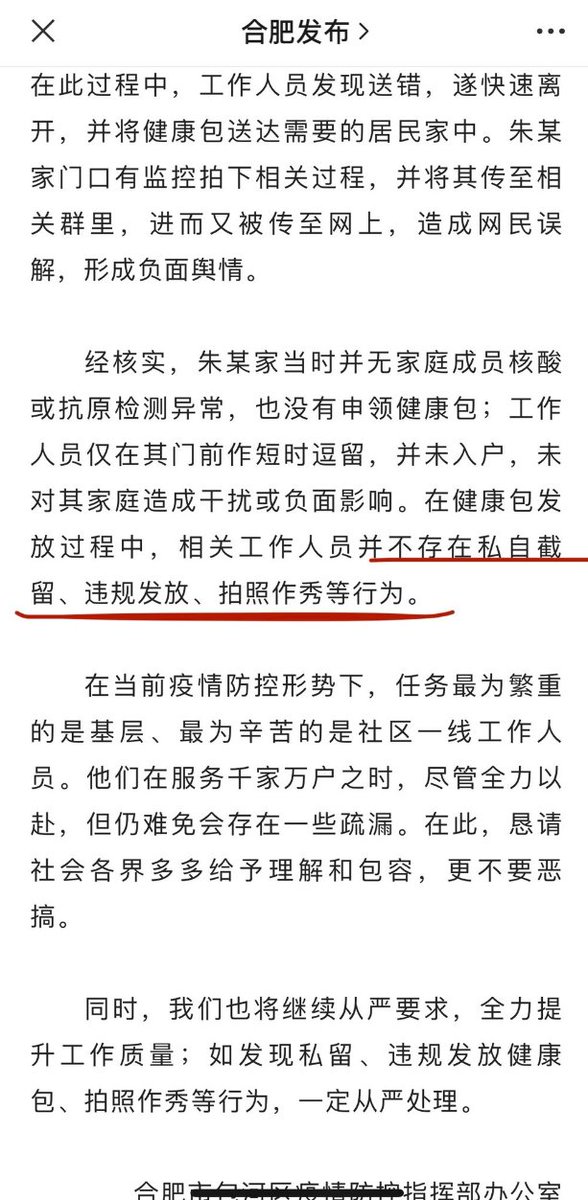 合肥发布
在此过程中，工作人员发现送错，遂快速离
开，并将健康包送达需要的居民家中。朱某
家门口有监控拍下相关过程，并将其传至相
关群里，进而又被传至网上，造成网民误
解，形成负面舆情。
经核实，朱某家当时并无家庭成员核酸
或抗原检测异常，也没有申领健康包；工作
人员仅在其门前作短时逗留，并未入户，未
对其家庭造成干扰或负面影响。在健康包发
放过程中，相关工作人员并不存在私自截
留、违规发放、拍照作秀等行为。
在当前疫情防控形势下，任务最为繁重
的是基层、最为辛苦的是社区一线工作人
员。他们在服务千家万户之时，尽管全力以
赴，但仍难免会存在一些疏漏。在此，恳请
社会各界多多给予理解和包容，更不要恶
搞。
同时，我们也将继续从严要求，全力提
升工作质量；如发现私留、违规发放健康
包、拍照作秀等行为，一定从严处理。
合肥市包河区疫情防控指挥部办公室